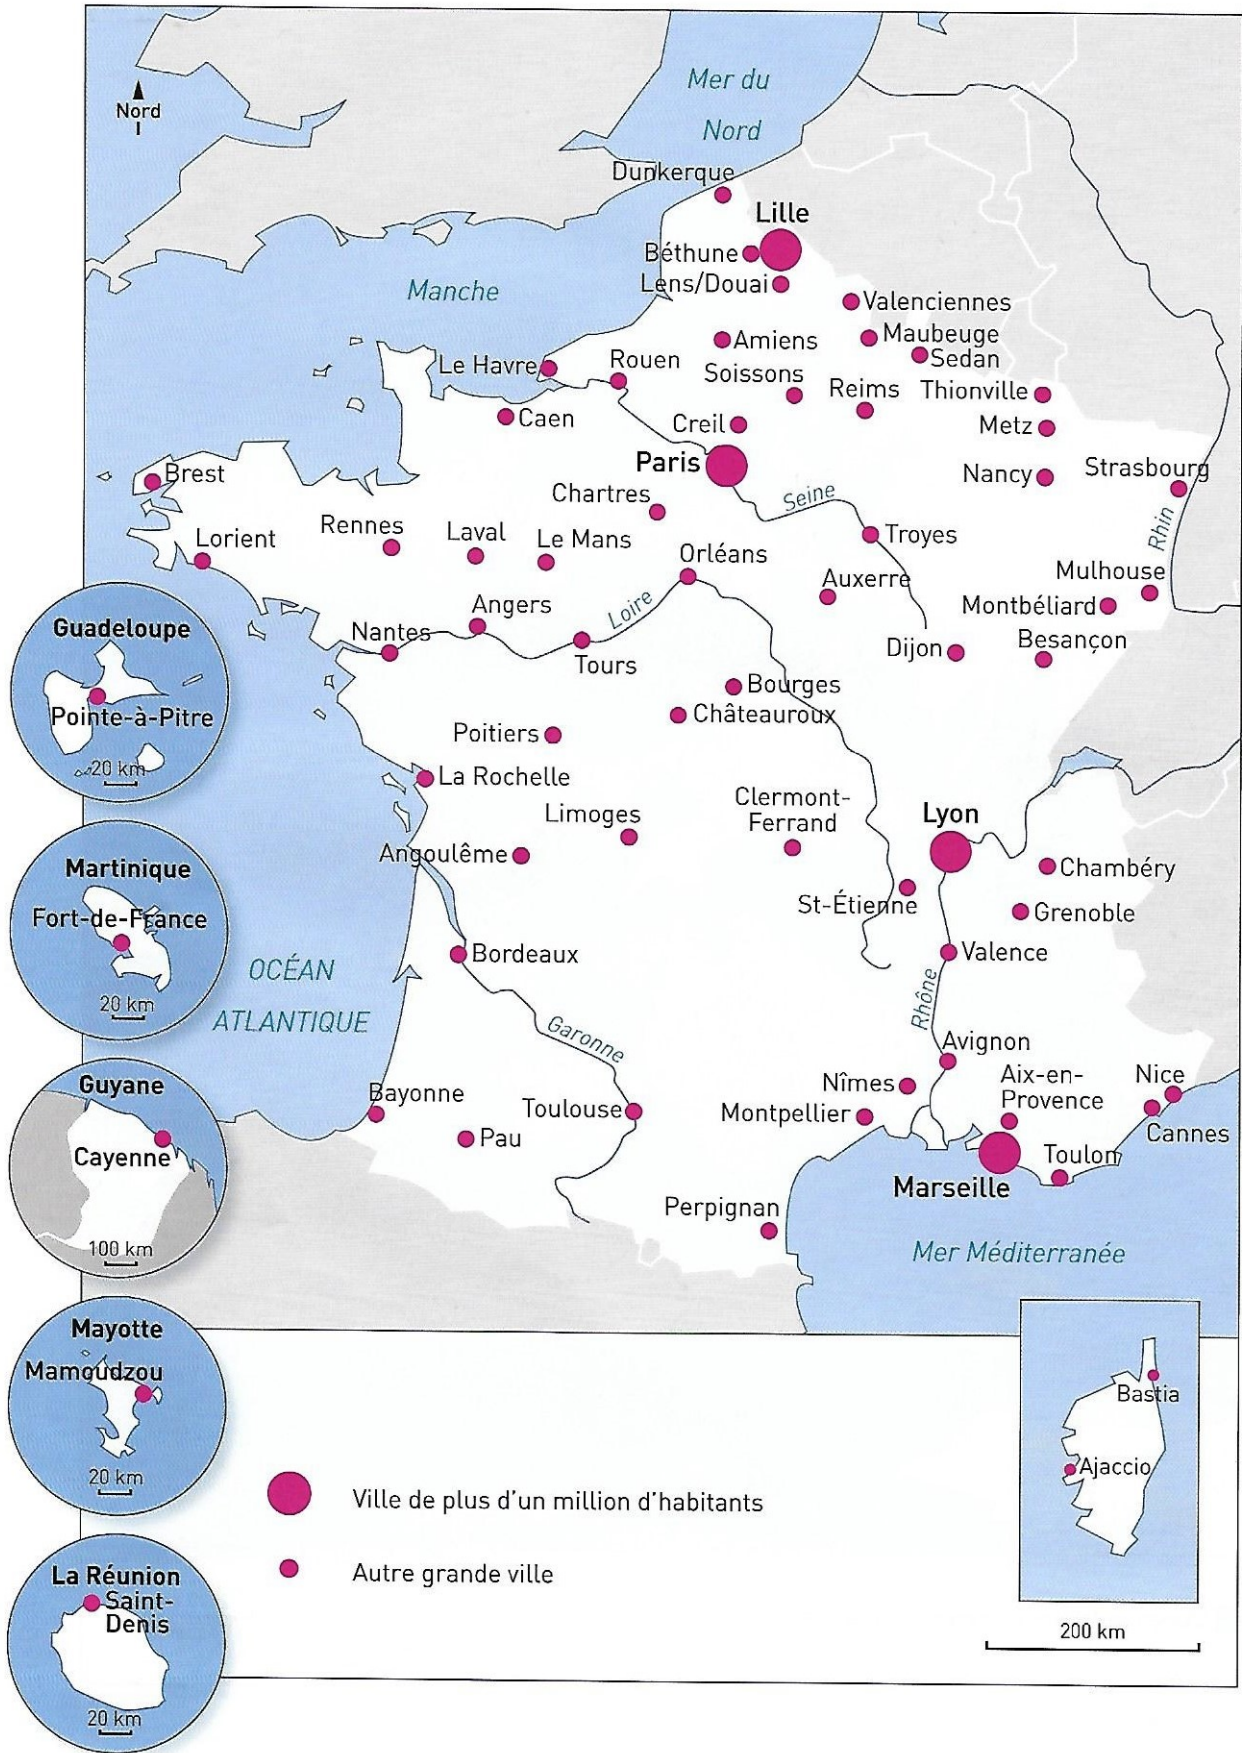 Nord
Mer du
Nord
Dunkerque
Lille
Béthune
Lens/Douai
Manche
Valenciennes
Maubeuge
Amiens
Sedan
Le Havre
Rouen
Soissons
Reims
Thionville
Caen
Creil
Metz
Paris
Brest
Nancy
Strasbourg
Chartres
Seine
Rennes
Laval
Le Mans
Troyes
Rhin
Lorient
Orléans
Auxerre
Mulhouse
Angers
Loire
Montbéliard
Nantes
Dijon
Besançon
Tours
Bourges
Châteauroux
Poitiers
La Rochelle
Limoges
Clermont-
Ferrand
Lyon
Angoulême
Chambéry
St-Étienne
Grenoble
Bordeaux
Valence
OCÉAN
ATLANTIQUE
Garonne
Rhône
Avignon
Nîmes
Aix-en-
Provence
Nice
Bayonne
Toulouse
Montpellier
Cannes
Pau
Toulon
Marseille
Perpignan
Mer Méditerranée
Guadeloupe
Pointe-à-Pitre
20 km
Martinique
Fort-de-France
20 km
Guyane
Cayenne
100 km
Mayotte
Mamoudzou
20 km
La Réunion
Saint-
Denis
20 km
Ville de plus d'un million d'habitants
Autre grande ville
Bastia
Ajaccio
200 km